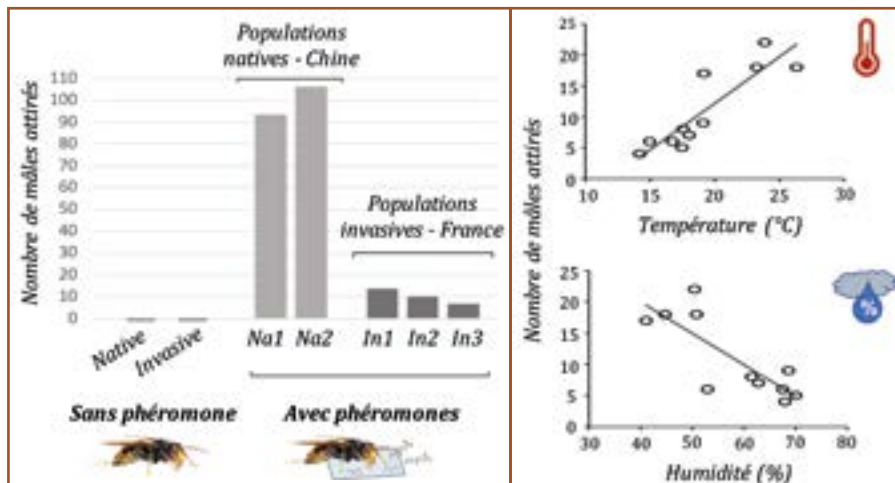 Populations
natives - Chine
Nombre de mâles attirés
110
100
90
80
70
60
50
40
30
20
10
0
Populations
invasives - France
Native
Invasive
Na1 Na2 In1 In2 In3
Sans phéromone Avec phéromones
Nombre de mâles attirés
25
20
15
10
5
0
10 15 20 25 30
Température (°C)
25
20
15
10
5
0
30 40 50 60 70 80
Humidité (%)
%